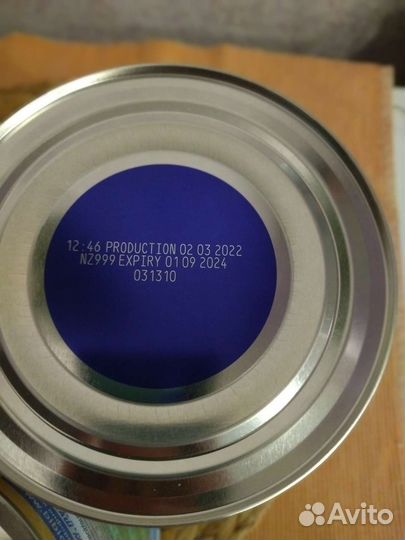 12:46 PRODUCTION 02 03 2022
NZ999 EXPIRY 01 09 2024
031310
Avito